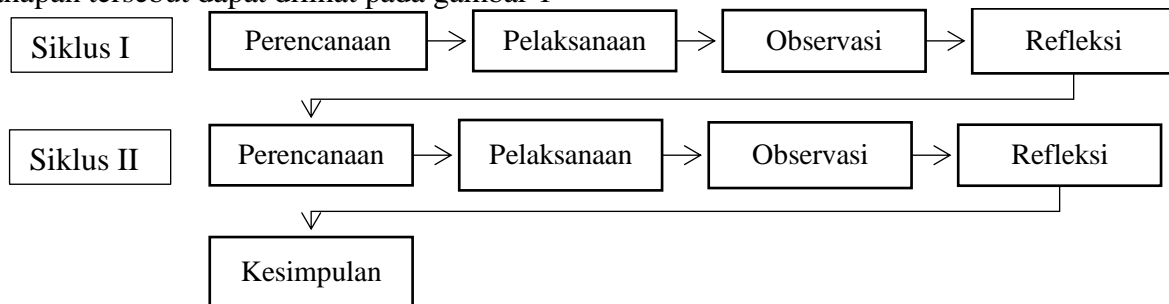 tersebut dapat dilihat pada gambar 1
Siklus I Perencanaan Pelaksanaan Observasi Refleksi
Siklus II Perencanaan Pelaksanaan Observasi Refleksi
Kesimpulan